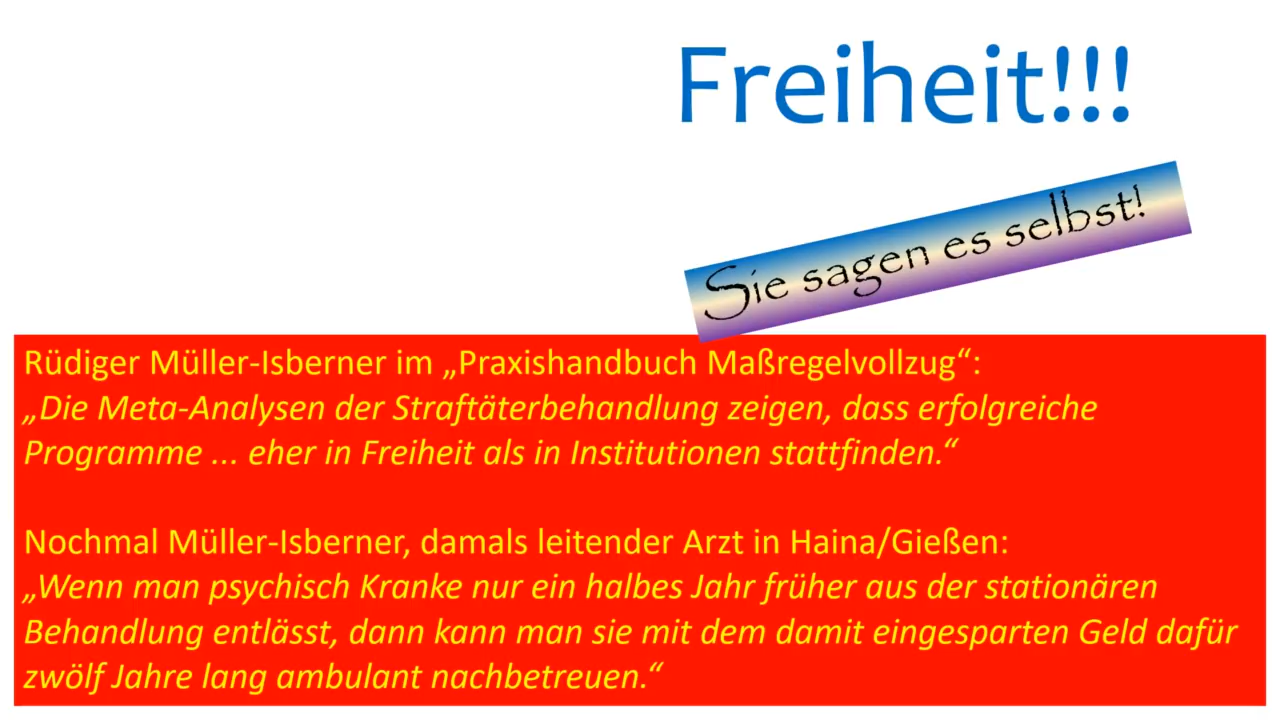 Freiheit!!!
Sie sagen es selbst!
Rüdiger Müller-Isberner im „Praxishandbuch Maßregelvollzug“:
„Die Meta-Analysen der Straftäterbehandlung zeigen, dass erfolgreiche
Programme ... eher in Freiheit als in Institutionen stattfinden.“
Nochmal Müller-Isberner, damals leitender Arzt in Haina/Gießen:
„Wenn man psychisch Kranke nur ein halbes Jahr früher aus der stationären
Behandlung entlässt, dann kann man sie mit dem damit eingesparten Geld dafür
zwölf Jahre lang ambulant nachbetreuen.“